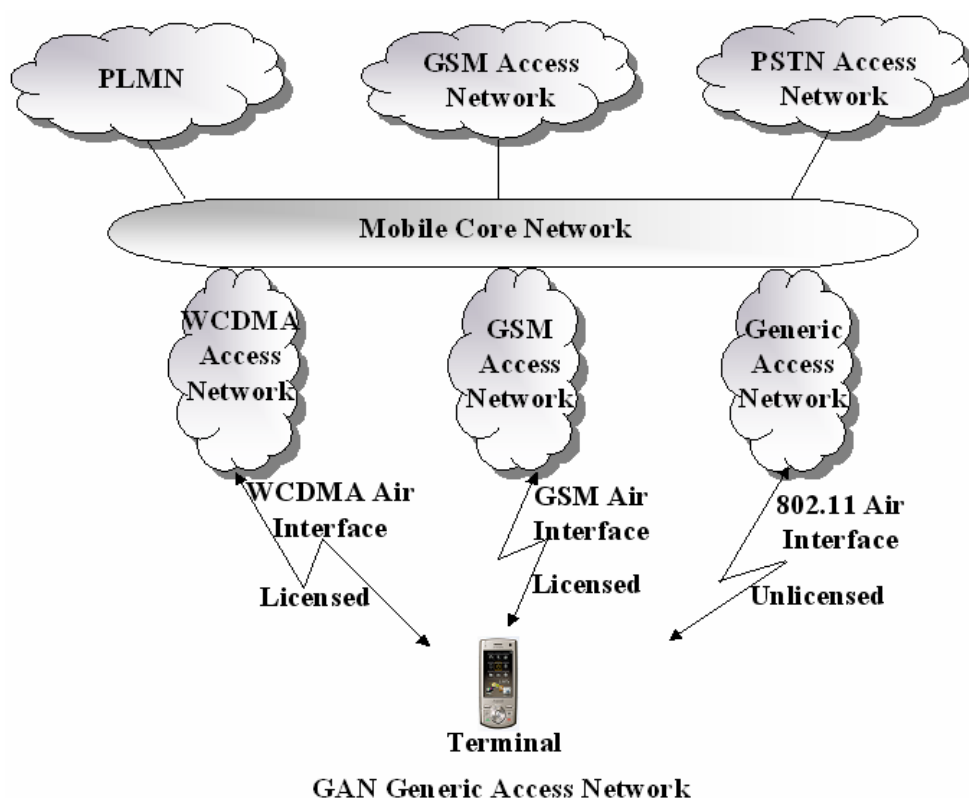 PLMN
GSM Access
Network
PSTN Access
Network
Mobile Core Network
WCDMA
Access
Network
GSM
Access
Network
Generic
Access
Network
WCDMA Air
Interface
Licensed
GSM Air
Interface
Licensed
802.11 Air
Interface
Unlicensed
Terminal
GAN Generic Access Network